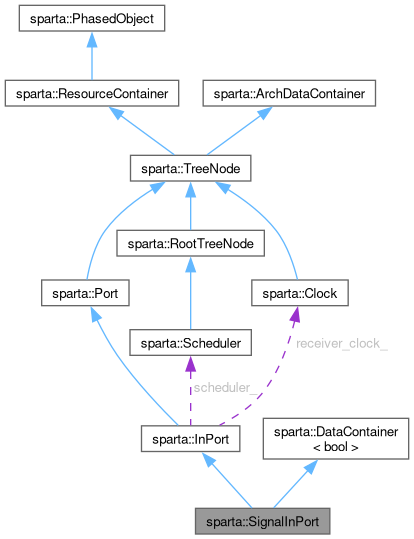 sparta::PhasedObject
sparta::ResourceContainer
sparta::ArchDataContainer
sparta::TreeNode
sparta::RootTreeNode
sparta::Port
sparta::Clock
sparta::Scheduler
receiver_clock_
scheduler_
sparta::InPort
sparta::DataContainer
< bool >
sparta::SignalInPort